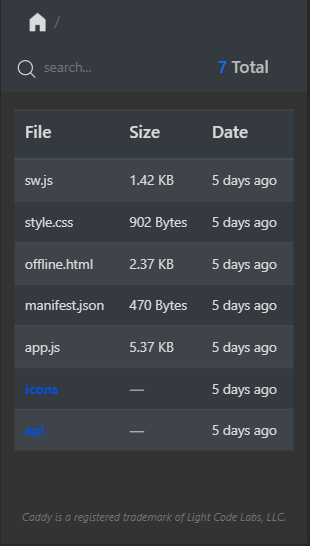 /
search...
7 Total
File Size Date
sw.js 1.42 KB 5 days ago
style.css 902 Bytes 5 days ago
offline.html 2.37 KB 5 days ago
manifest.json 470 Bytes 5 days ago
app.js 5.37 KB 5 days ago
icons — 5 days ago
api — 5 days ago
Caddy is a registered trademark of Light Code Labs, LLC.